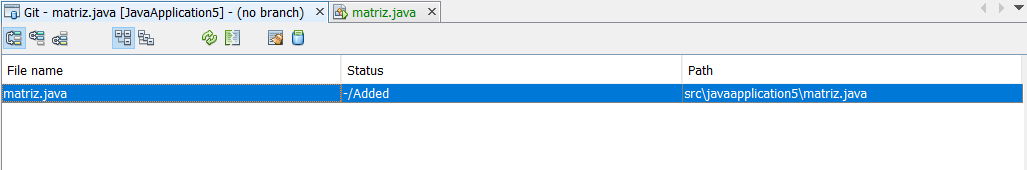 Git - matriz.java [JavaApplication5] - (no branch) matriz.java
File name Status Path
matriz.java -/Added src\javaapplication5\matriz.java